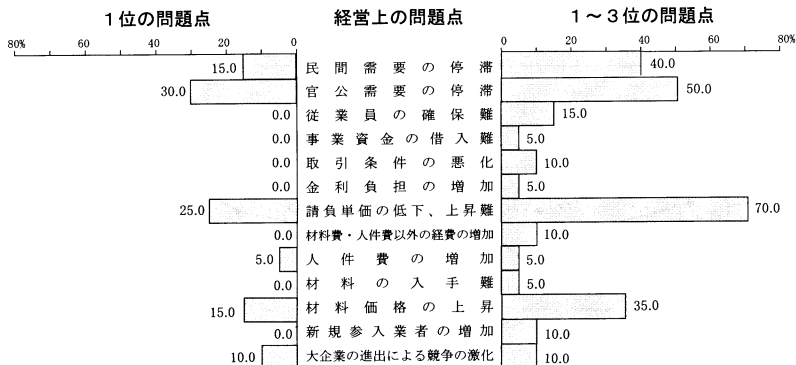 1位の問題点 経営上の問題点 1～3位の問題点
80% 60 40 20 0 0 20 40 60 80%
15.0 民間需要の停滞 40.0
30.0 官公需要の停滞 50.0
0.0 従業員の確保難 15.0
0.0 事業資金の借入難 5.0
0.0 取引条件の悪化 10.0
0.0 金利負担の増加 5.0
25.0 請負単価の低下、上昇難 70.0
0.0 材料費・人件費以外の経費の増加 10.0
5.0 人件費の増加 5.0
0.0 材料の入手難 5.0
15.0 材料価格の上昇 35.0
0.0 新規参入業者の増加 10.0
10.0 大企業の進出による競争の激化 10.0